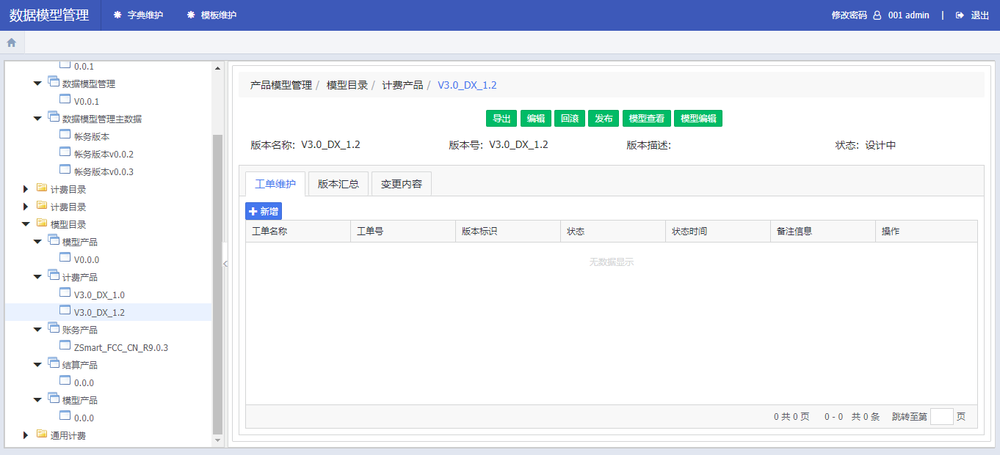 数据模型管理 字典维护 模板维护 修改密码 001 admin | 退出
0.0.1
数据模型管理
V0.0.1
数据模型管理主数据
帐务版本
帐务版本v0.0.2
帐务版本v0.0.3
计费目录
计费目录
模型目录
模型产品
V0.0.0
计费产品
V3.0_DX_1.0
V3.0_DX_1.2
账务产品
ZSmart_FCC_CN_R9.0.3
结算产品
0.0.0
模型产品
0.0.0
通用计费
产品模型管理 / 模型目录 / 计费产品 / V3.0_DX_1.2
导出 编辑 回滚 发布 模型查看 模型编辑
版本名称: V3.0_DX_1.2 版本号: V3.0_DX_1.2 版本描述: 状态: 设计中
工单维护 版本汇总 变更内容
新增
工单名称 工单号 版本标识 状态 状态时间 备注信息 操作
无数据显示
0 共 0 页 0 - 0 共 0 条 跳转至第 页